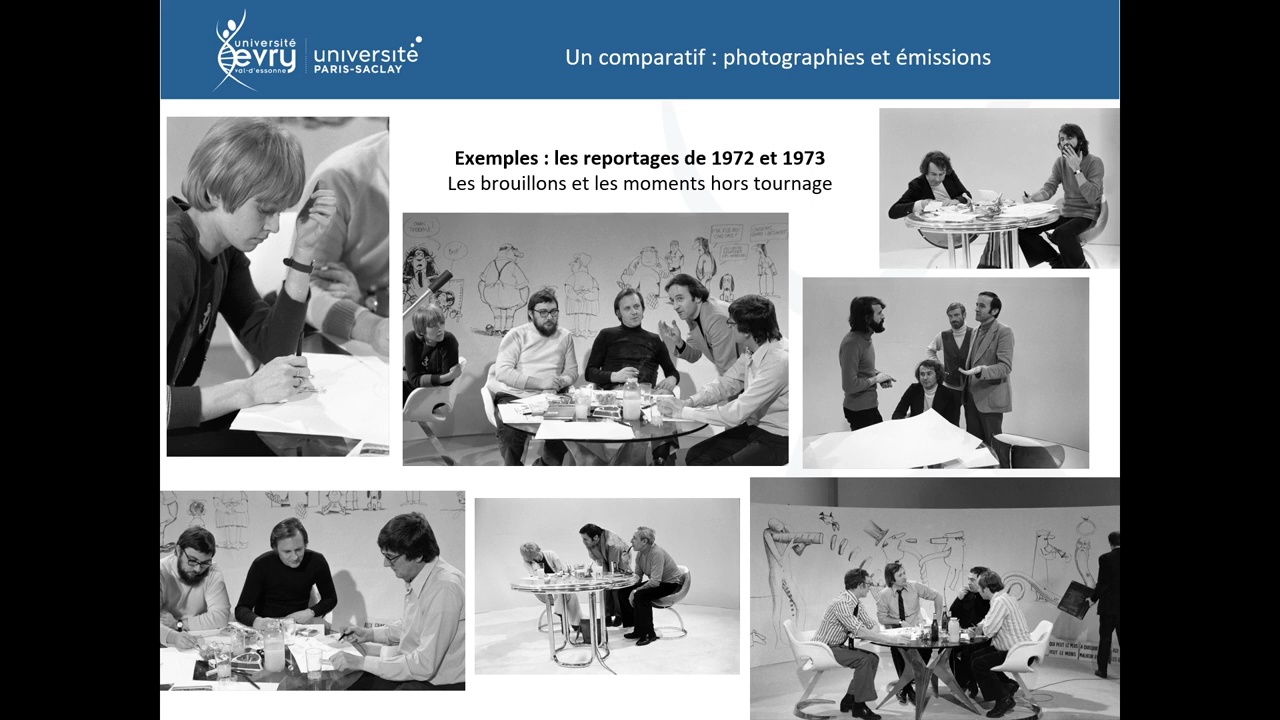 université
evry
val-d'essonne
université
PARIS-SACLAY
Un comparatif : photographies et émissions
Exemples : les reportages de 1972 et 1973
Les brouillons et les moments hors tournage